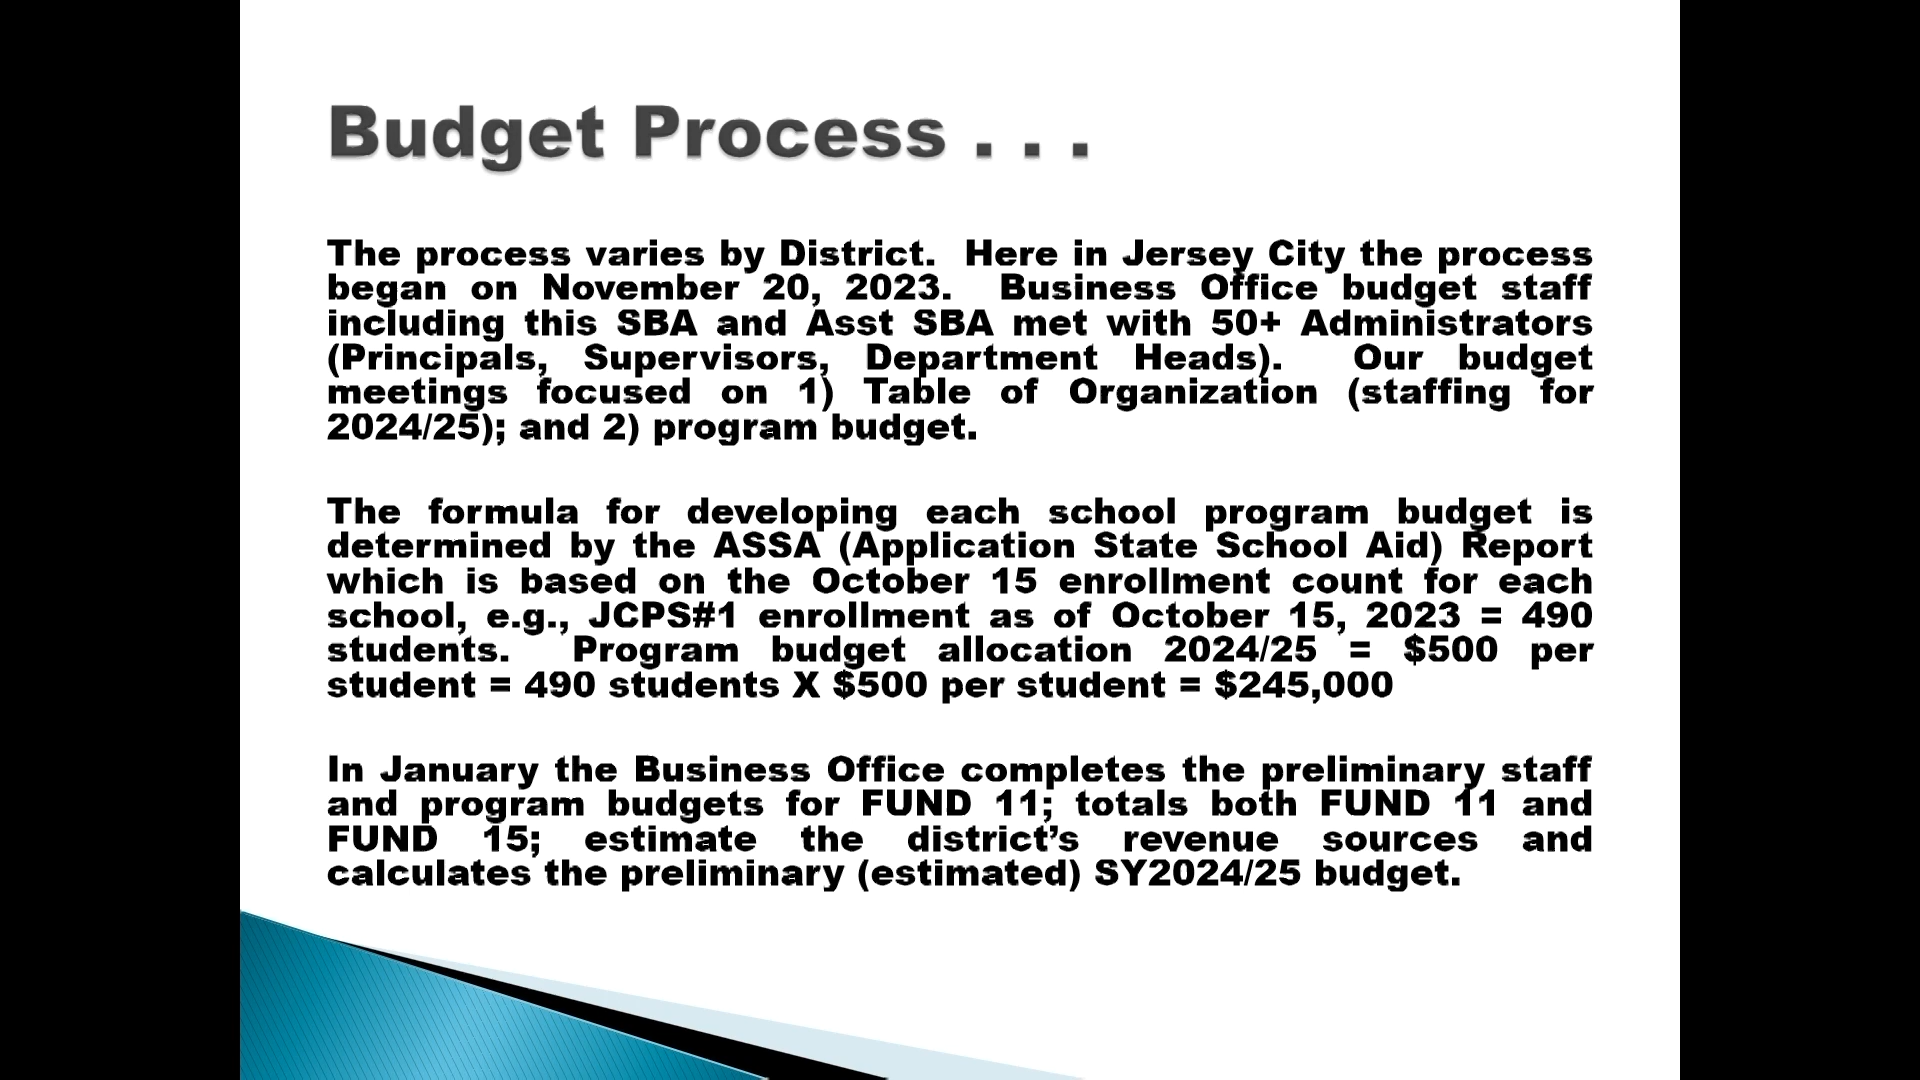 Budget Process . . .
The process varies by District.  Here in Jersey City the process
began on November 20, 2023.  Business Office budget staff
including this SBA and Asst SBA met with 50+ Administrators
(Principals, Supervisors, Department Heads).  Our budget
meetings focused on 1) Table of Organization (staffing for
2024/25); and 2) program budget.
The formula for developing each school program budget is
determined by the ASSA (Application State School Aid) Report
which is based on the October 15 enrollment count for each
school, e.g., JCPS#1 enrollment as of October 15, 2023 = 490
students.  Program budget allocation 2024/25 = $500 per
student = 490 students X $500 per student = $245,000
In January the Business Office completes the preliminary staff
and program budgets for FUND 11; totals both FUND 11 and
FUND 15; estimate the district’s revenue sources and
calculates the preliminary (estimated) SY2024/25 budget.